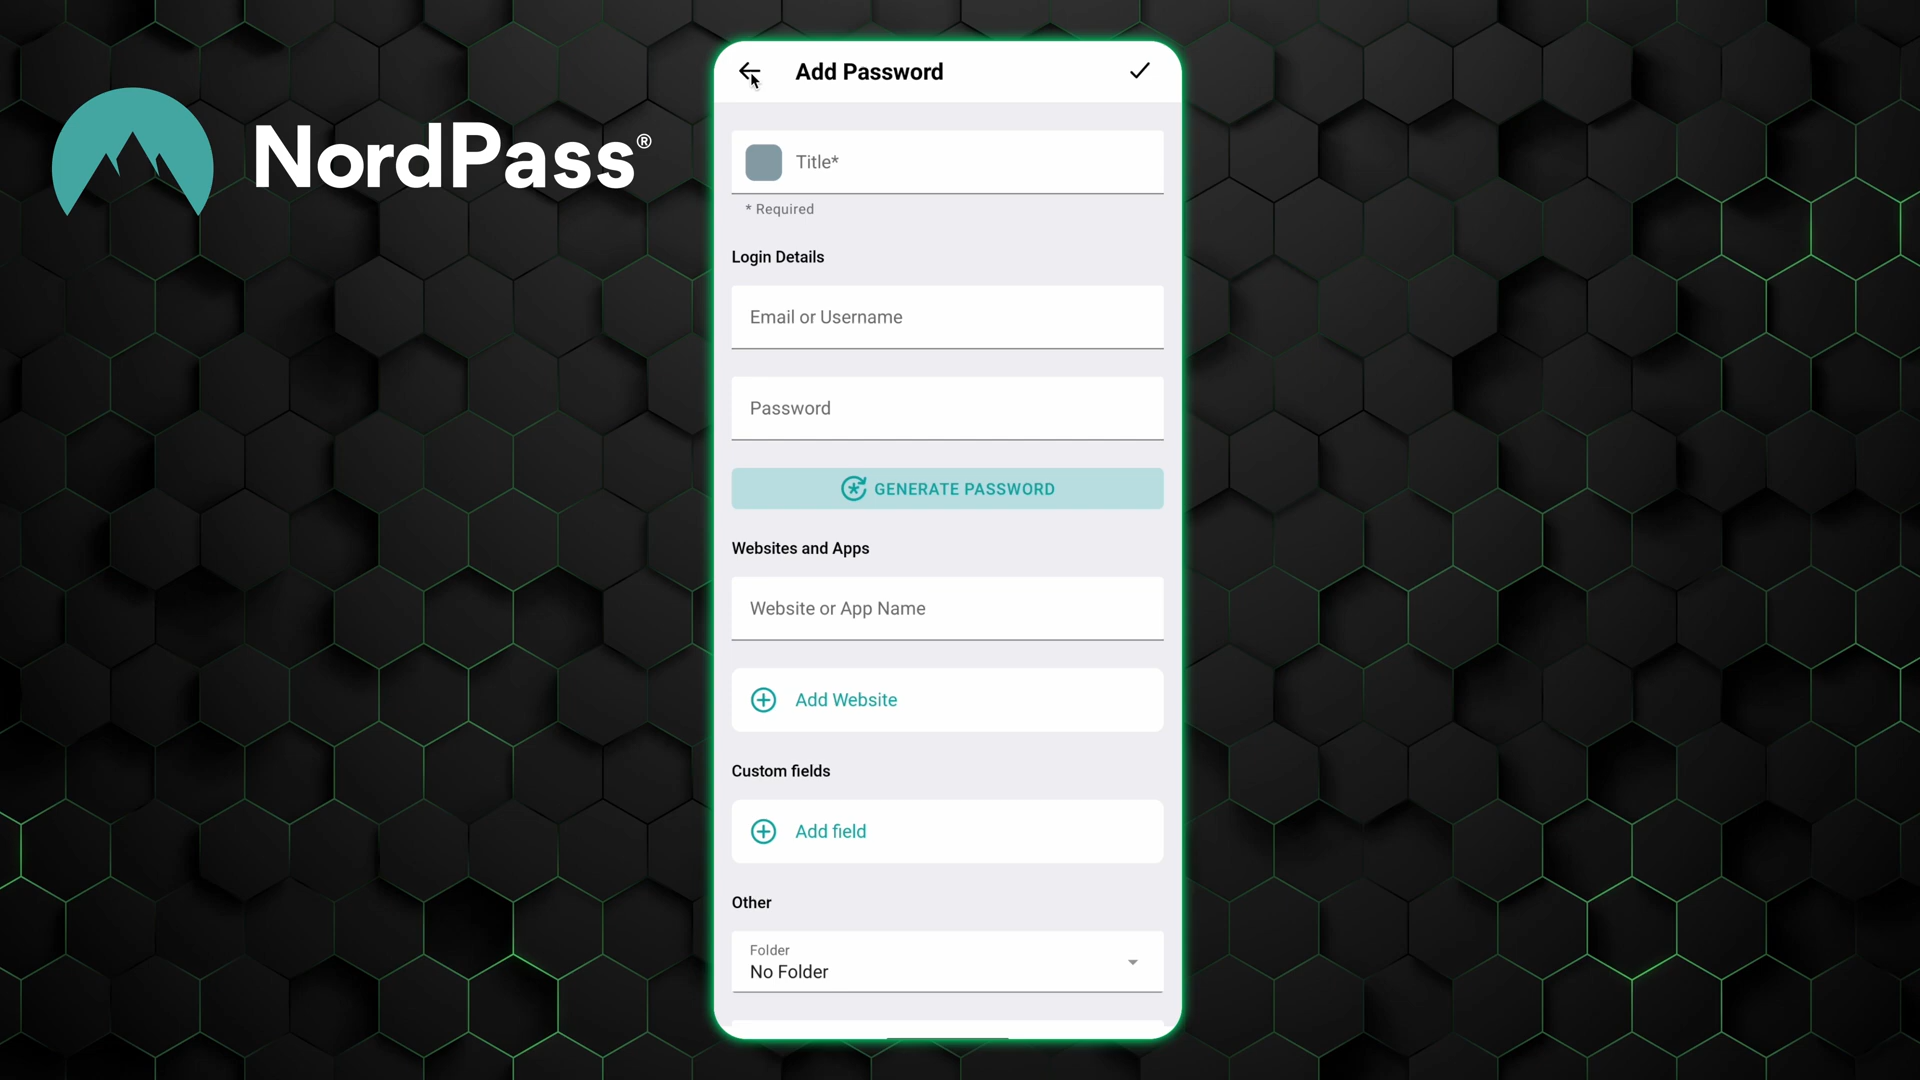 NordPass®
Add Password
Title*
* Required
Login Details
Email or Username
Password
GENERATE PASSWORD
Websites and Apps
Website or App Name
Add Website
Custom fields
Add field
Other
Folder
No Folder